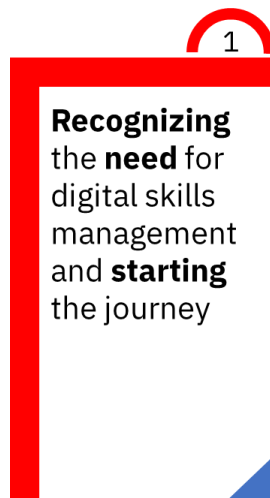 1
Recognizing
the need for
digital skills
management
and starting
the journey